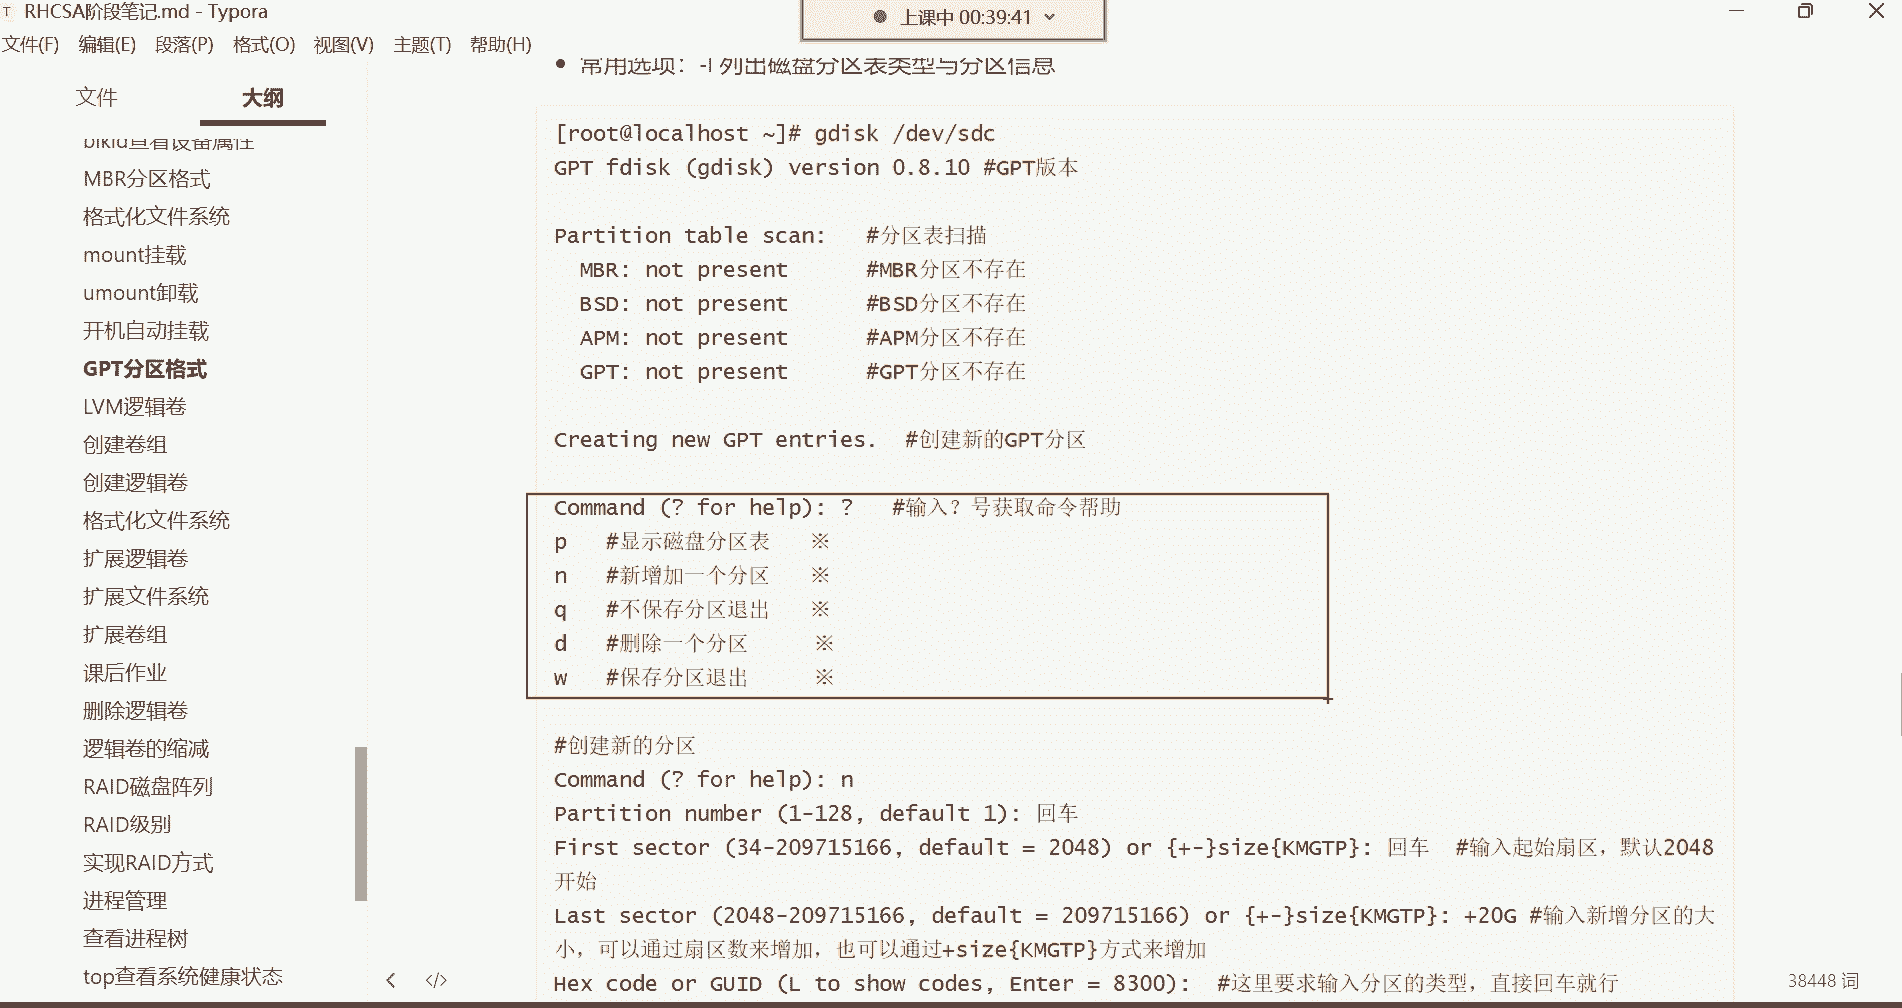 RHCSA阶段笔记.md - Typora
上课中 00:39:41
文件(F) 编辑(E) 段落(P) 格式(O) 视图(V) 主题(T) 帮助(H)
文件 大纲
blkid查看设备属性
MBR分区格式
格式化文件系统
mount挂载
umount卸载
开机自动挂载
GPT分区格式
LVM逻辑卷
创建卷组
创建逻辑卷
格式化文件系统
扩展逻辑卷
扩展文件系统
扩展卷组
课后作业
删除逻辑卷
逻辑卷的缩减
RAID磁盘阵列
RAID级别
实现RAID方式
进程管理
查看进程树
top查看系统健康状态
常用选项：-l 列出磁盘分区表类型与分区信息
[root@localhost ~]# gdisk /dev/sdc
GPT fdisk (gdisk) version 0.8.10 #GPT版本
Partition table scan: #分区表扫描
MBR: not present #MBR分区不存在
BSD: not present #BSD分区不存在
APM: not present #APM分区不存在
GPT: not present #GPT分区不存在
Creating new GPT entries. #创建新的GPT分区
Command (? for help): ? #输入？号获取命令帮助
p #显示磁盘分区表 ※
n #新增加一个分区 ※
q #不保存分区退出 ※
d #删除一个分区 ※
w #保存分区退出 ※
#创建新的分区
Command (? for help): n
Partition number (1-128, default 1): 回车
First sector (34-209715166, default = 2048) or {+-}size{KMGTP}: 回车 #输入起始扇区，默认2048
开始
Last sector (2048-209715166, default = 209715166) or {+-}size{KMGTP}: +20G #输入新增分区的大
小，可以通过扇区数来增加，也可以通过+size{KMGTP}方式来增加
Hex code or GUID (L to show codes, Enter = 8300): #这里要求输入分区的类型，直接回车就行
38448 词